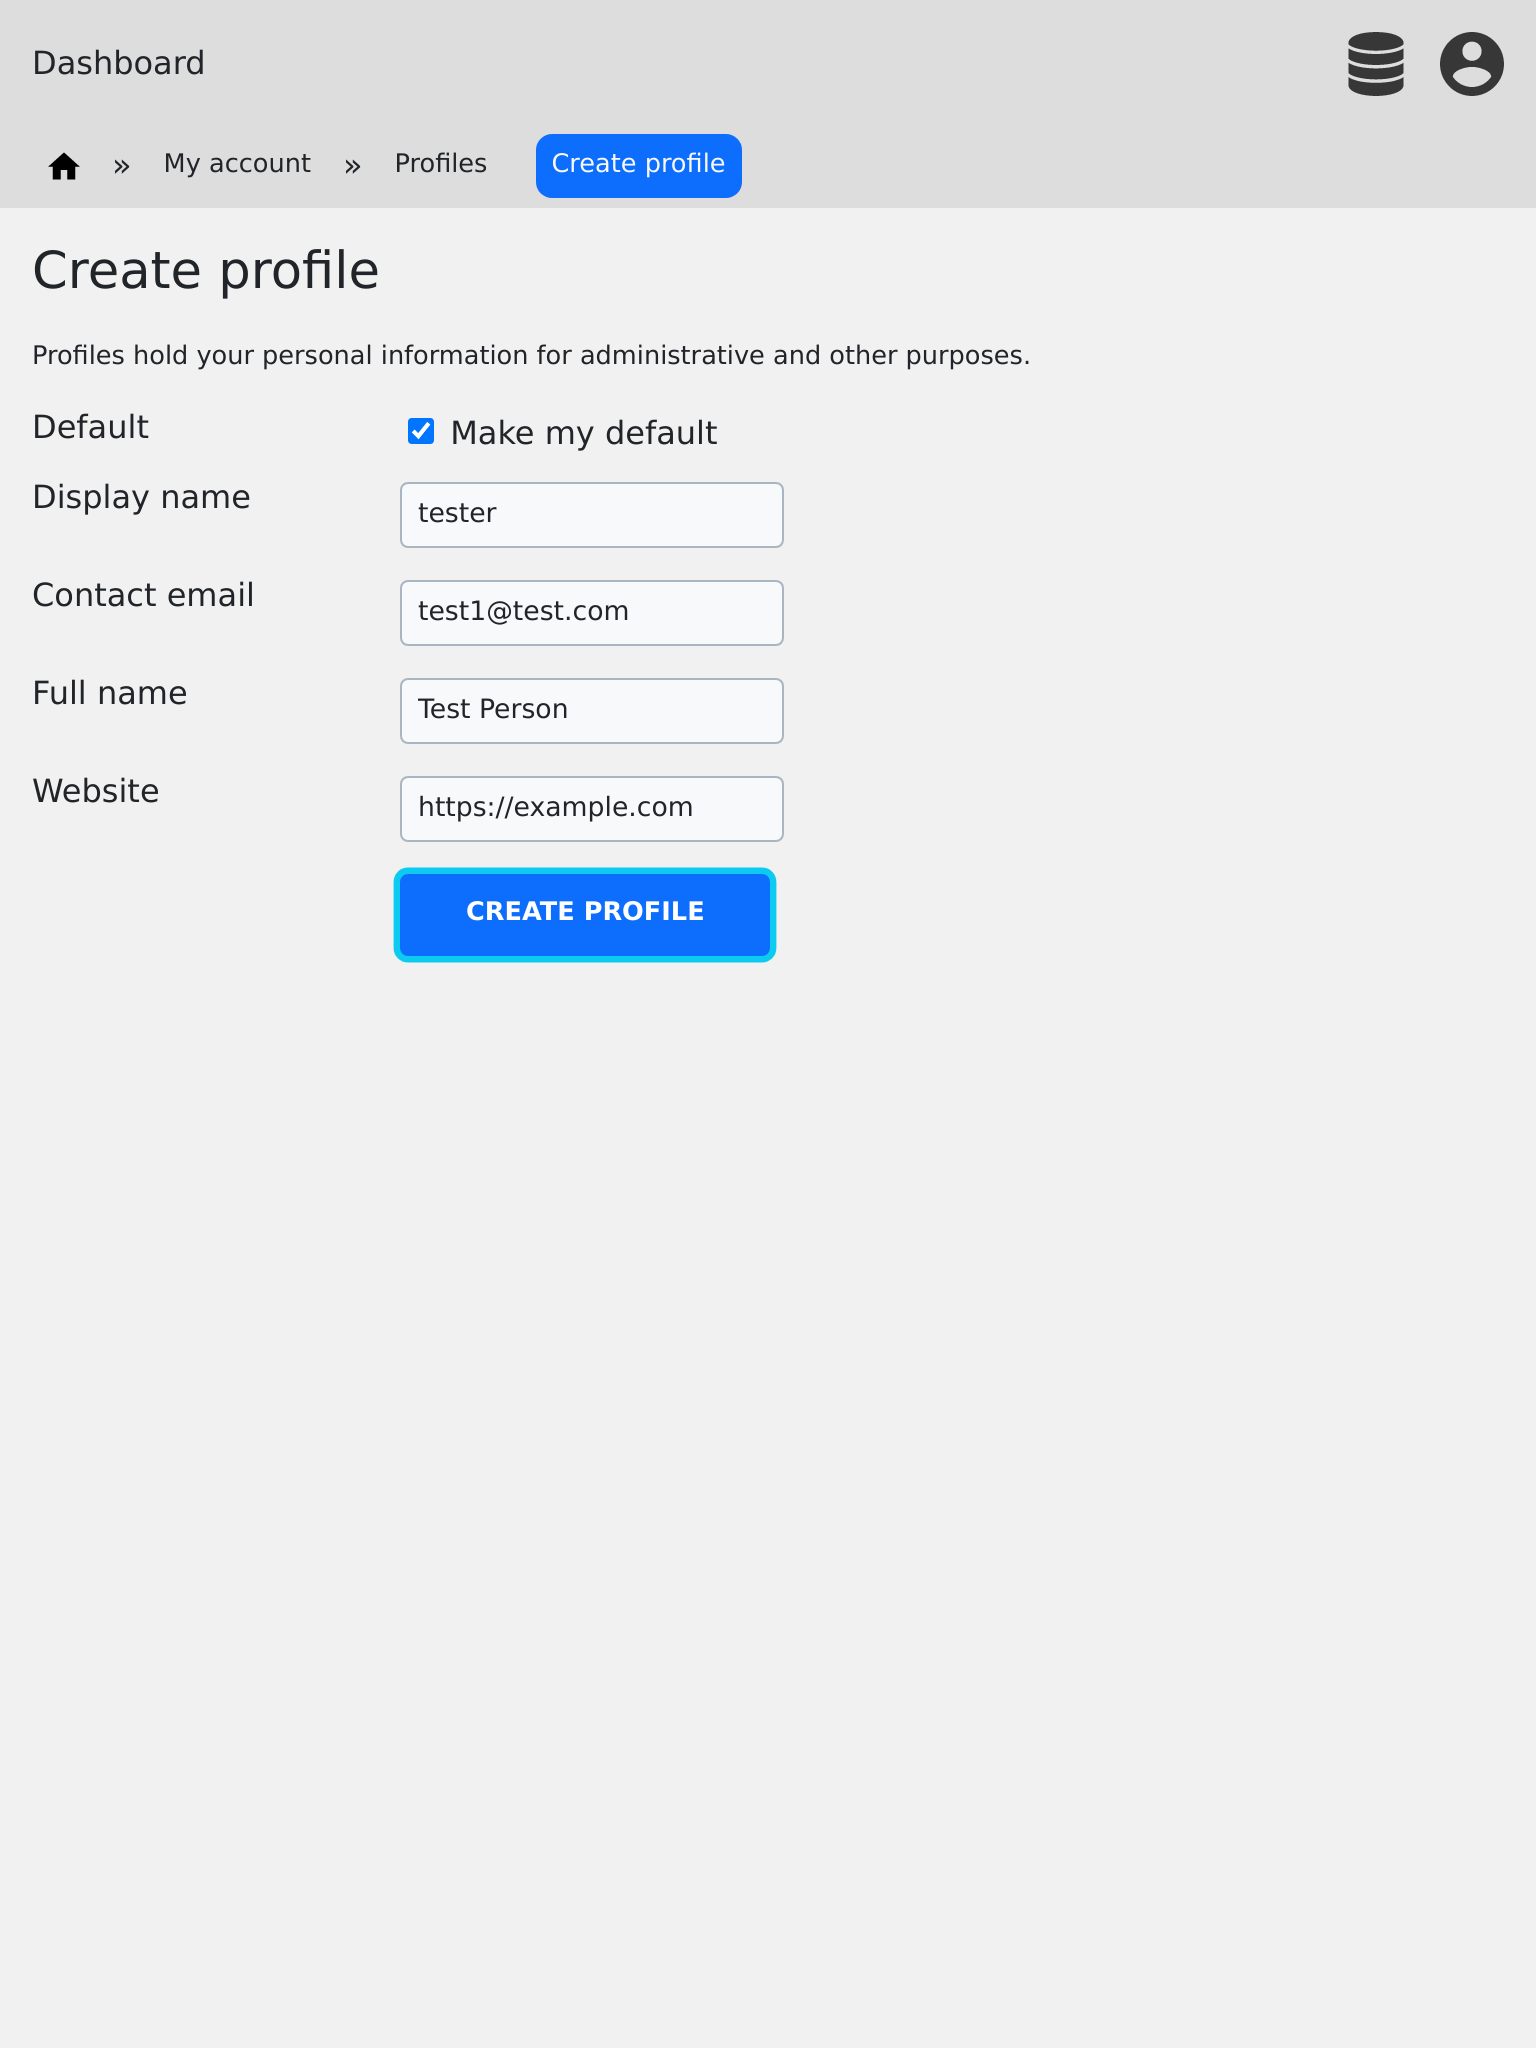 Dashboard
» My account » Profiles Create profile
Create profile
Profiles hold your personal information for administrative and other purposes.
Default Make my default
Display name tester
Contact email test1@test.com
Full name Test Person
Website https://example.com
CREATE PROFILE